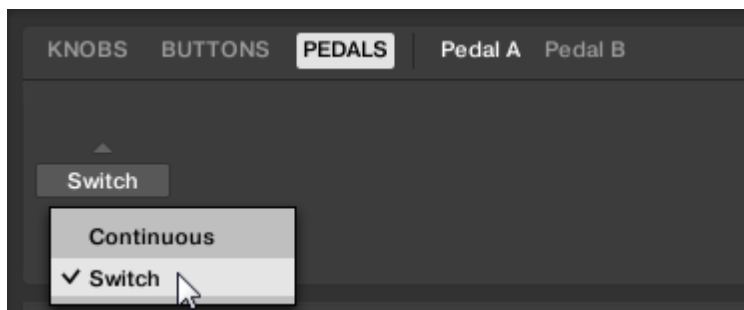 KNOBS BUTTONS PEDALS Pedal A Pedal B
Switch
Continuous
Switch